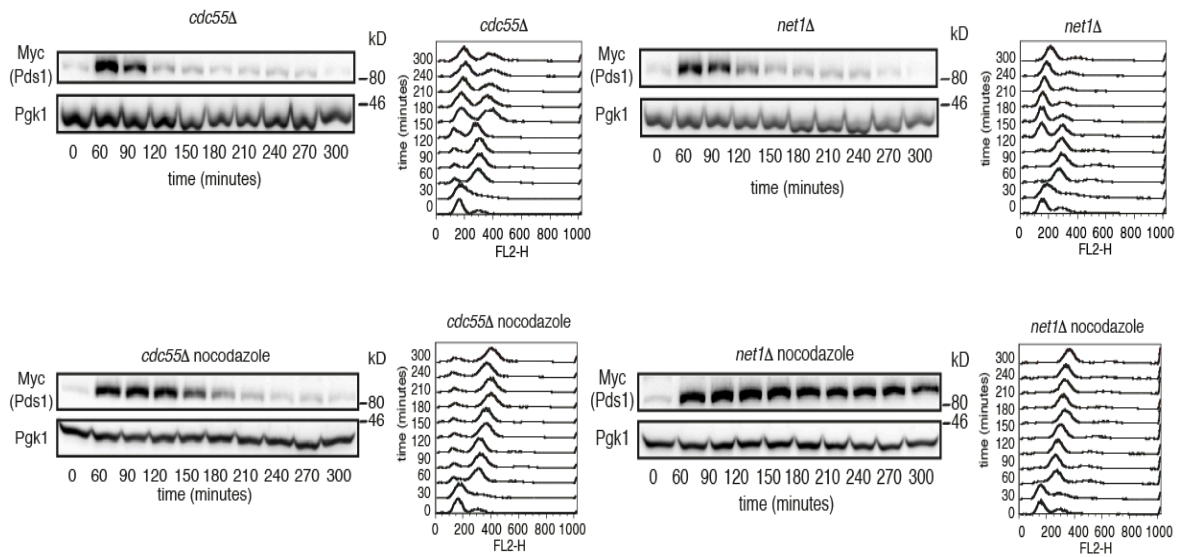 cdc55Δ
Myc
(Pds1)
kD
80
46
Pgk1
0 60 90 120 150 180 210 240 270 300
time (minutes)
cdc55Δ
time (minutes)
300
240
210
180
150
120
90
60
30
0
0 200 400 600 800 1000
FL2-H
net1Δ
Myc
(Pds1)
kD
80
46
Pgk1
0 60 90 120 150 180 210 240 270 300
time (minutes)
net1Δ
time (minutes)
300
240
210
180
150
120
90
60
30
0
0 200 400 600 800 1000
FL2-H
cdc55Δ nocodazole
Myc
(Pds1)
kD
80
46
Pgk1
0 60 90 120 150 180 210 240 270 300
time (minutes)
cdc55Δ nocodazole
time (minutes)
300
240
210
180
150
120
90
60
30
0
0 200 400 600 800 1000
FL2-H
net1Δ nocodazole
Myc
(Pds1)
kD
80
46
Pgk1
0 60 90 120 150 180 210 240 270 300
time (minutes)
net1Δ nocodazole
time (minutes)
300
240
210
180
150
120
90
60
30
0
0 200 400 600 800 1000
FL2-H